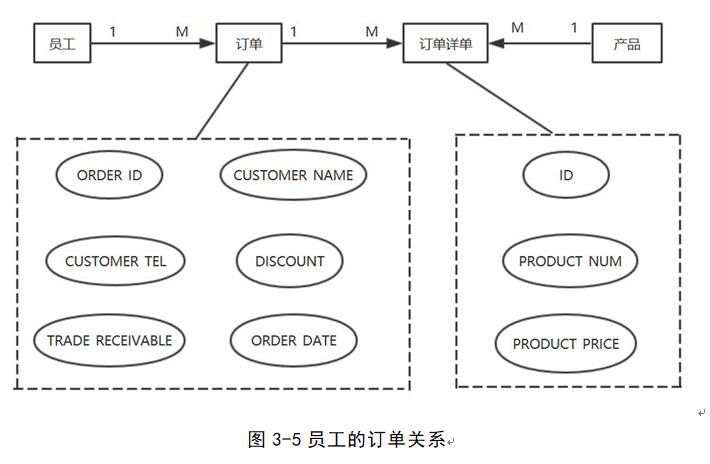 员工 1 M 订单 1 M 订单详单 M 1 产品
ORDER ID CUSTOMER NAME ID
CUSTOMER TEL DISCOUNT PRODUCT NUM
TRADE RECEIVABLE ORDER DATE PRODUCT PRICE
图 3-5 员工的订单关系